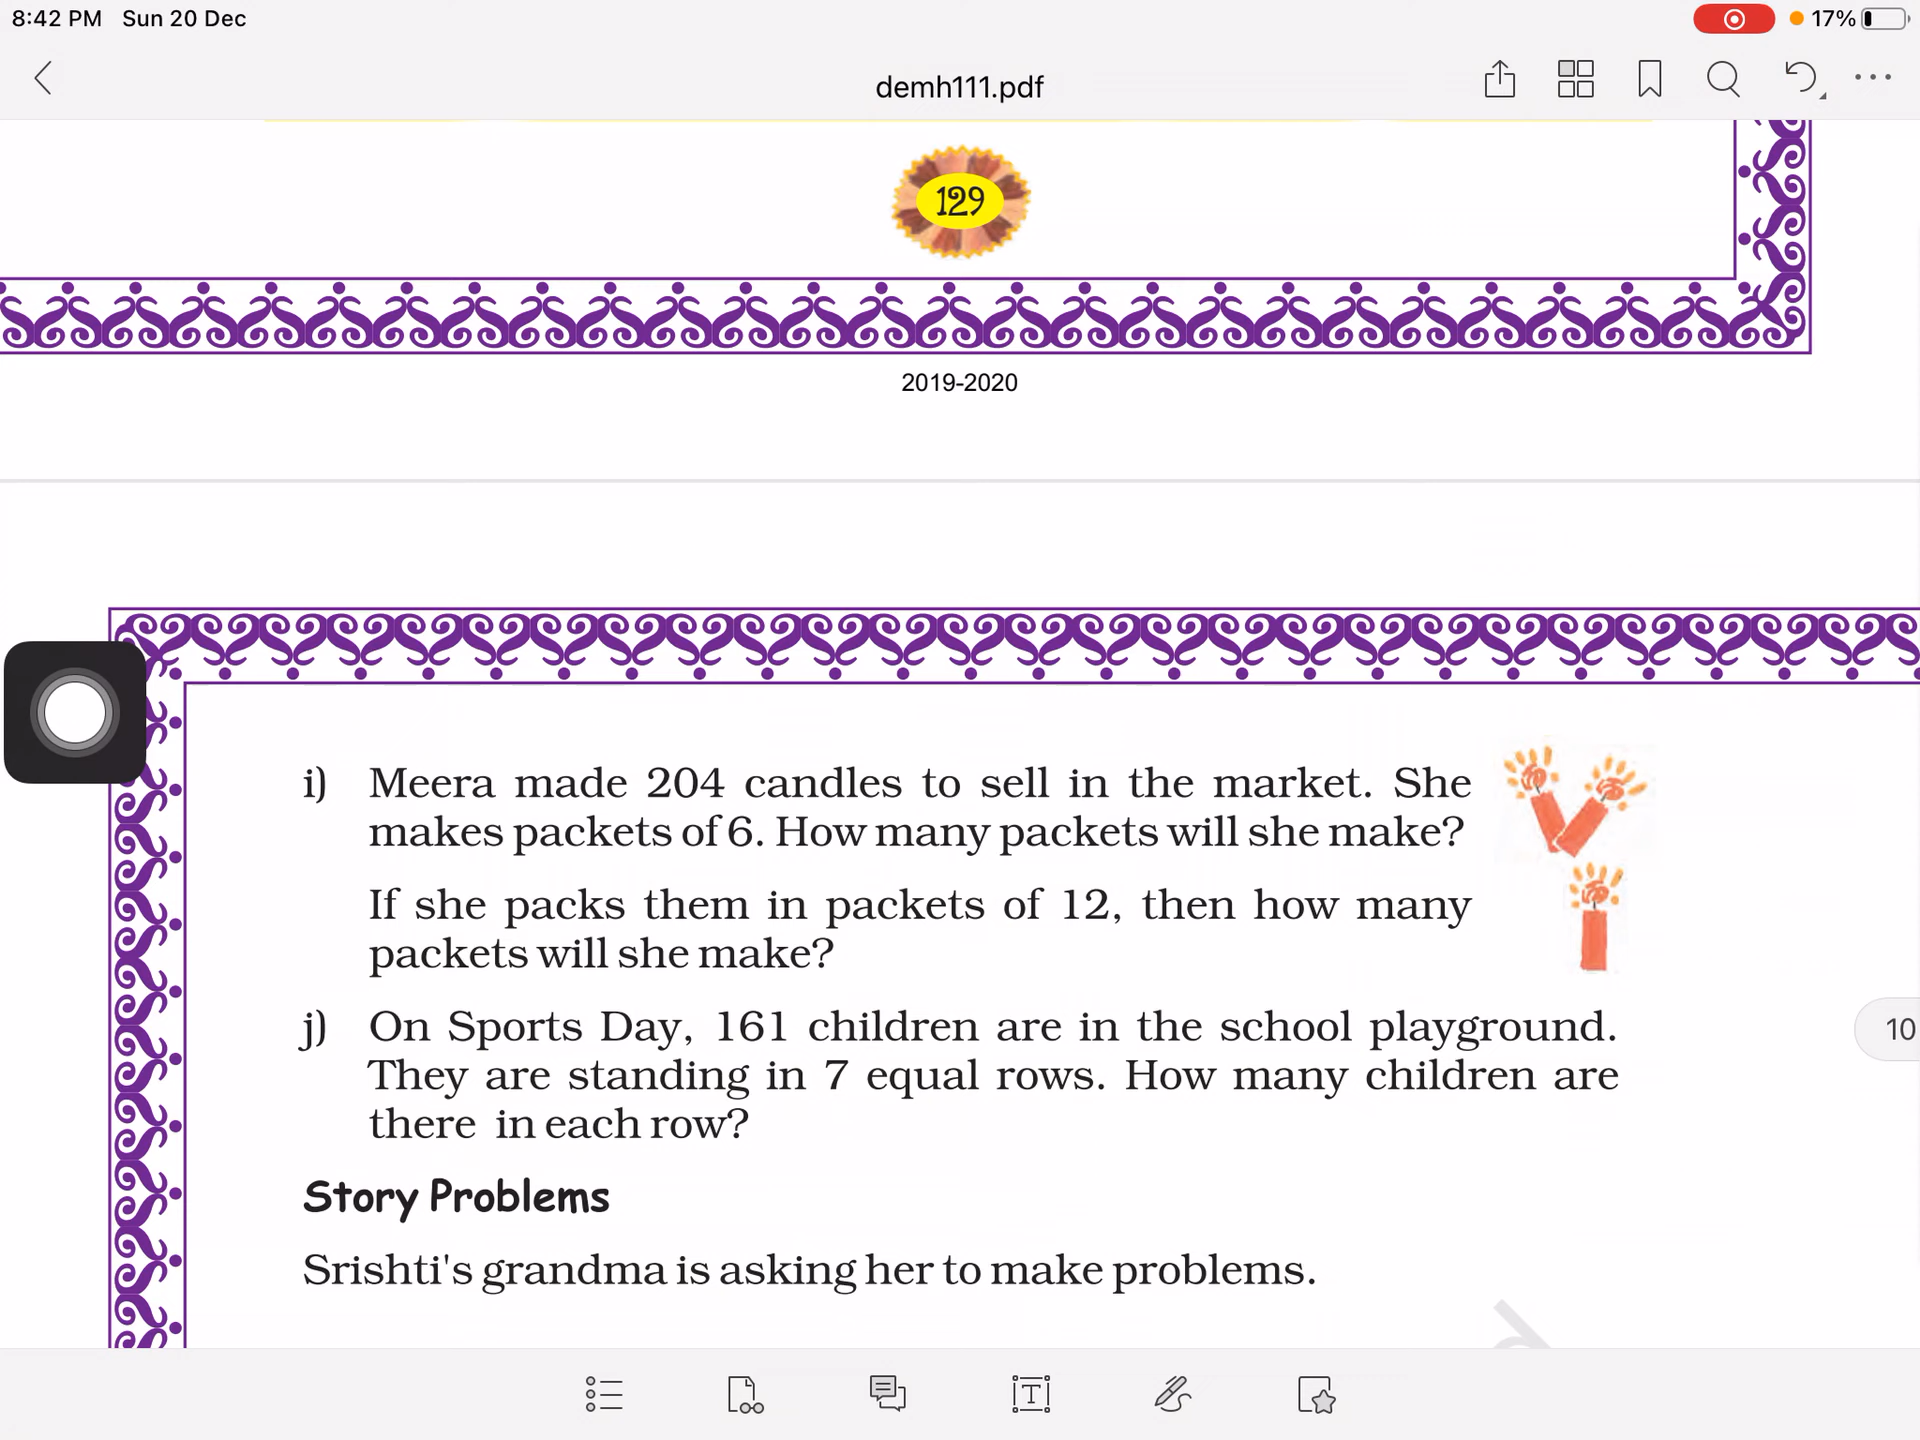 8:42 PM Sun 20 Dec
17%
demh111.pdf
129
2019-2020
i) Meera made 204 candles to sell in the market. She
makes packets of 6. How many packets will she make?
If she packs them in packets of 12, then how many
packets will she make?
j) On Sports Day, 161 children are in the school playground.
They are standing in 7 equal rows. How many children are
there in each row?
10
Story Problems
Srishti's grandma is asking her to make problems.